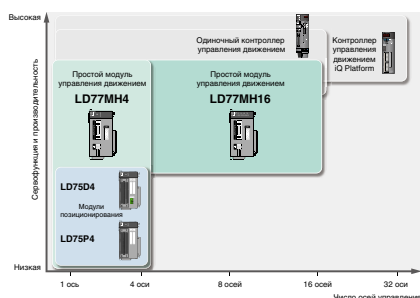 Высокая
Одиночный контроллер
управления движением
Контроллер
управления
движением
iQ Platform
Сервофункция и производительность
Простой модуль
управления движением
LD77MH4
Простой модуль
управления движением
LD77MH16
LD75D4
Модули
позиционирования
LD75P4
Низкая
1 ось
4 оси
8 осей
16 осей
32 оси
Число осей управления